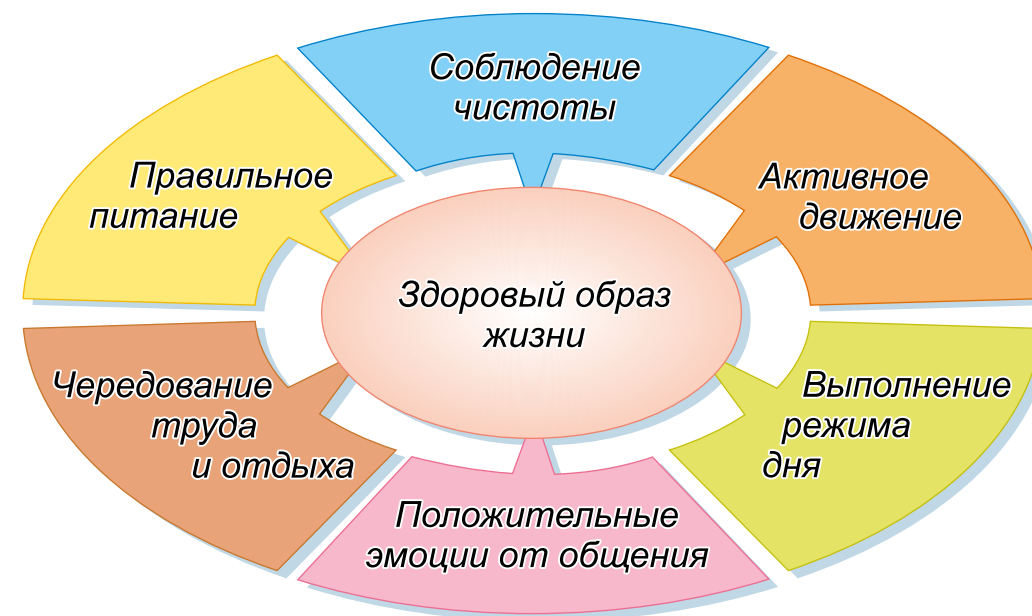 Соблюдение
чистоты
Правильное
питание
Активное
движение
Здоровый образ
жизни
Чередование
труда
и отдыха
Выполнение
режима
дня
Положительные
эмоции от общения